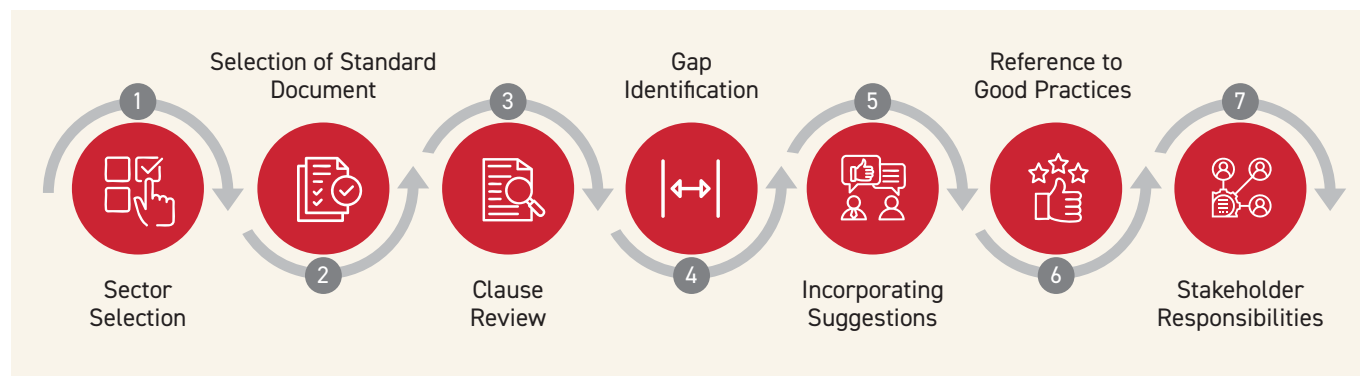 1
Sector
Selection
Selection of Standard
Document
2
3
Clause
Review
Gap
Identification
4
5
Incorporating
Suggestions
Reference to
Good Practices
6
7
Stakeholder
Responsibilities